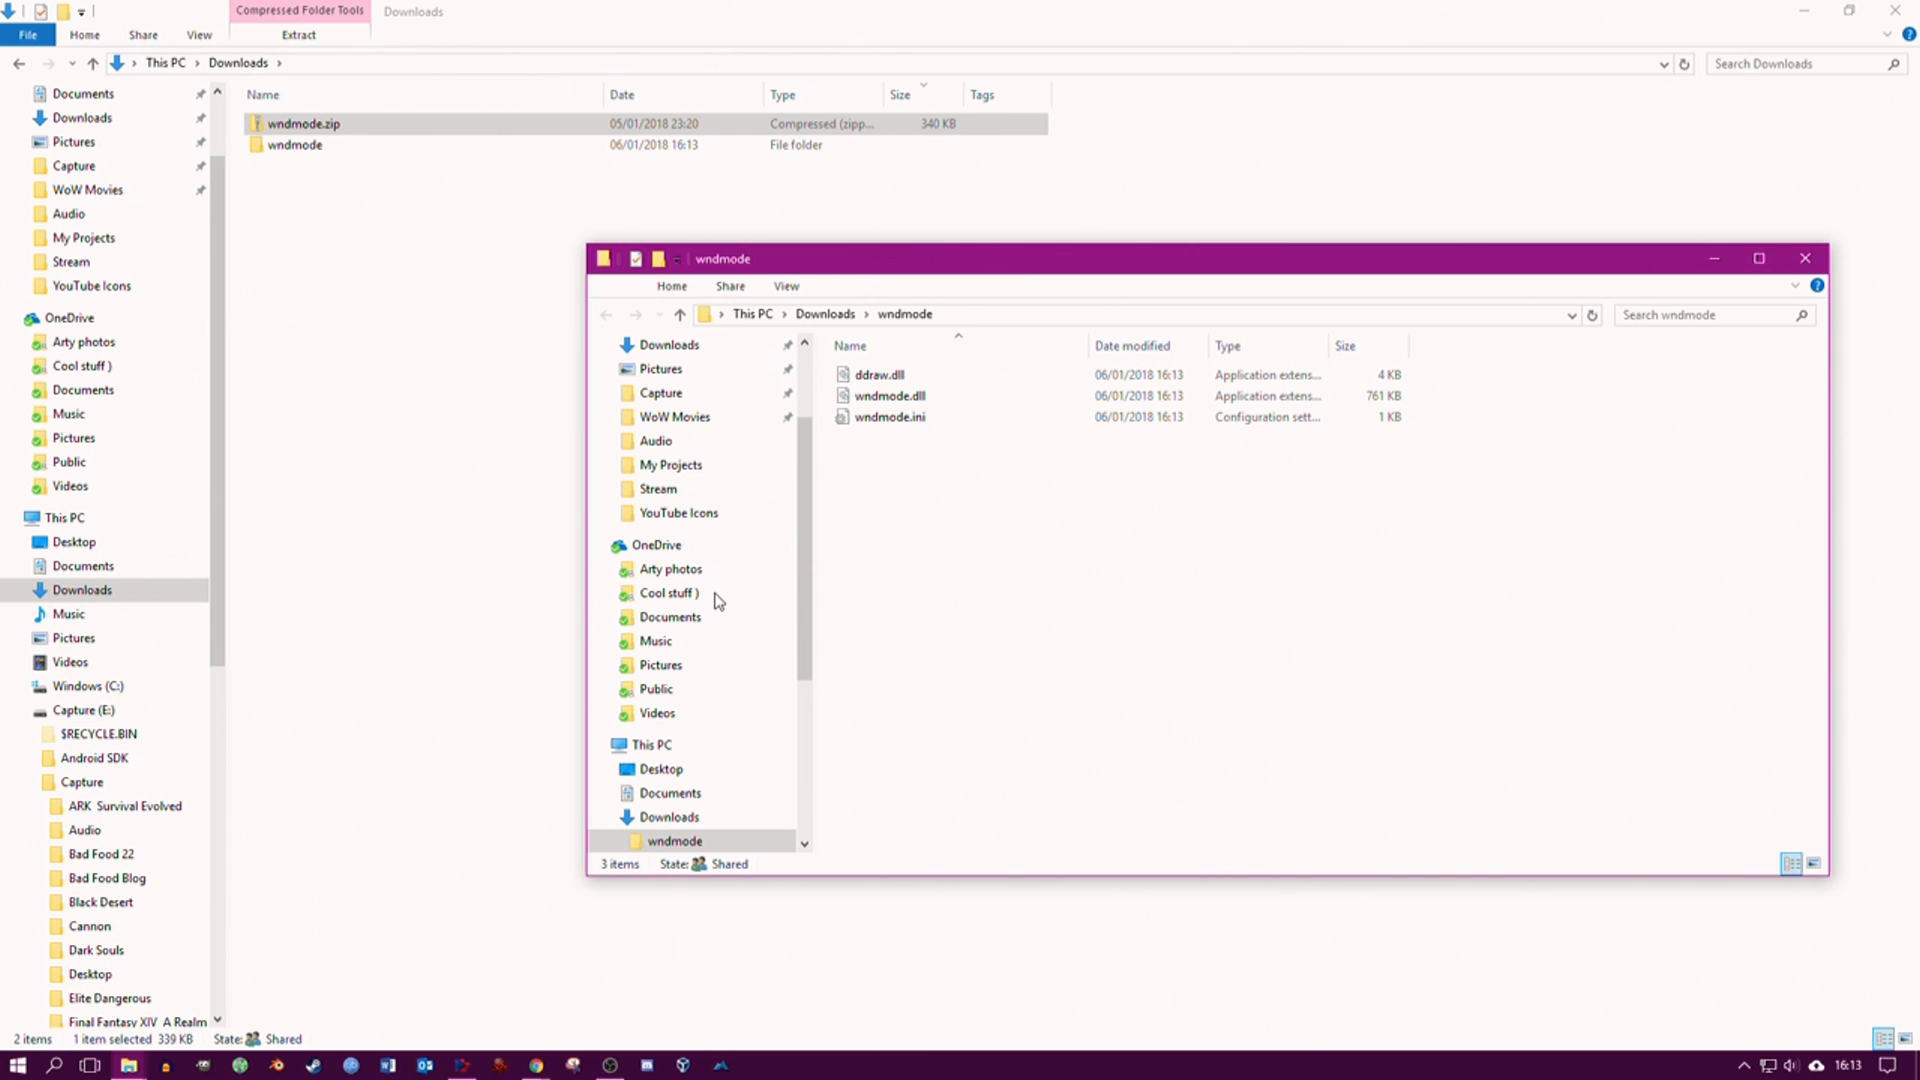 Compressed Folder Tools
Downloads
File
Home
Share
View
Extract
This PC
Downloads
Search Downloads
Documents
Downloads
Pictures
Capture
WoW Movies
Audio
My Projects
Stream
YouTube Icons
OneDrive
Arty photos
Cool stuff )
Documents
Music
Pictures
Public
Videos
This PC
Desktop
Documents
Downloads
Music
Pictures
Videos
Windows (C:)
Capture (E:)
$RECYCLE.BIN
Android SDK
Capture
ARK Survival Evolved
Audio
Bad Food 22
Bad Food Blog
Black Desert
Cannon
Dark Souls
Desktop
Elite Dangerous
Final Fantasy XIV A Realm
Name Date Type Size Tags
wndmode.zip 05/01/2018 23:20 Compressed (zipp... 340 KB
wndmode 06/01/2018 16:13 File folder
wndmode
Home Share View
This PC Downloads wndmode
Search wndmode
Downloads
Pictures
Capture
WoW Movies
Audio
My Projects
Stream
YouTube Icons
OneDrive
Arty photos
Cool stuff )
Documents
Music
Pictures
Public
Videos
This PC
Desktop
Documents
Downloads
wndmode
Name Date modified Type Size
ddraw.dll 06/01/2018 16:13 Application extens... 4 KB
wndmode.dll 06/01/2018 16:13 Application extens... 761 KB
wndmode.ini 06/01/2018 16:13 Configuration sett... 1 KB
3 items State: Shared
2 items 1 item selected 339 KB State: Shared
16:13